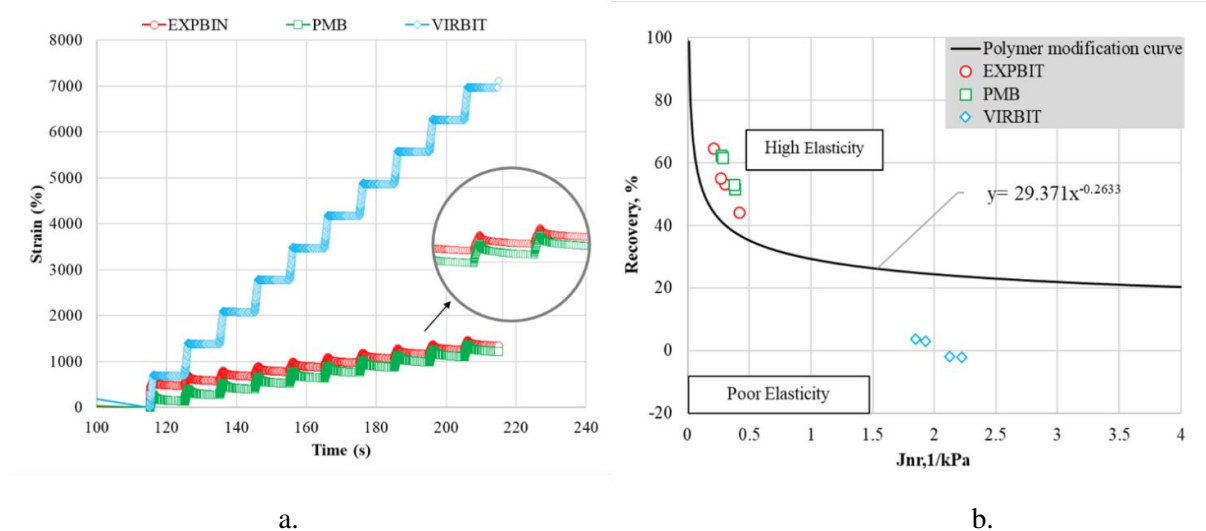 EXPBIN PMB VIRBIT
8000
7000
6000
5000
4000
3000
2000
1000
0
Strain (%)
100 120 140 160 180 200 220 240
Time (s)
a.
100
80
60
40
20
0
-20
Recovery, %
Polymer modification curve
EXPBIT
PMB
VIRBIT
High Elasticity
y= 29.371x^-0.2633
Poor Elasticity
0 0.5 1 1.5 2 2.5 3 3.5 4
Jnr,1/kPa
b.